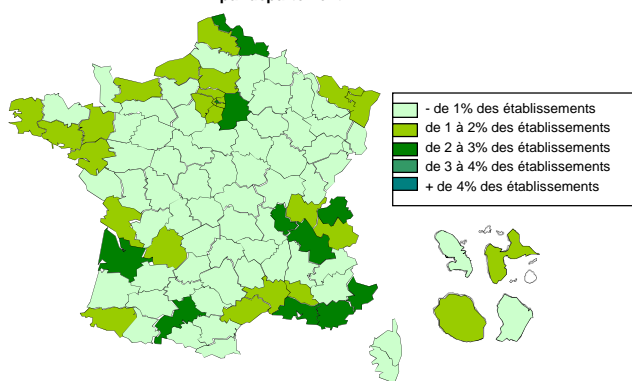 - de 1% des établissements
de 1 à 2% des établissements
de 2 à 3% des établissements
de 3 à 4% des établissements
+ de 4% des établissements